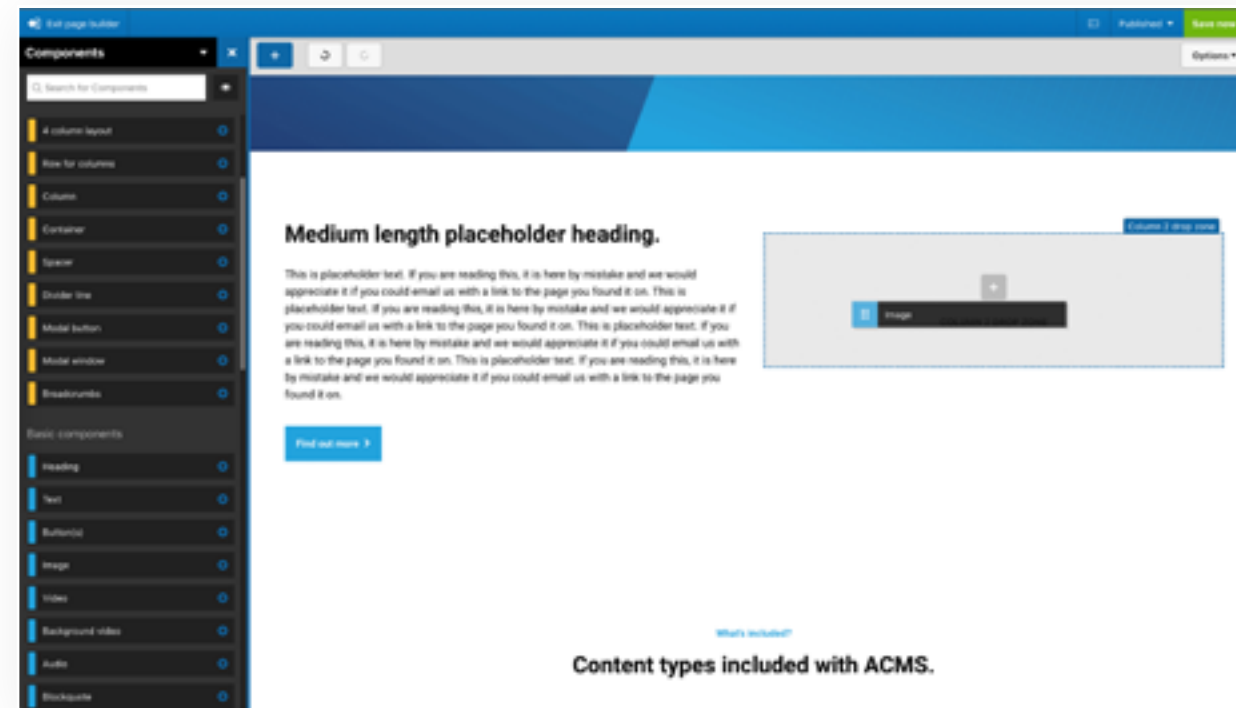 Exit page builder
Published
Save now
Components
Options
Search for Components
4 column layout
Row for columns
Column
Container
Spacer
Divider line
Modal button
Modal window
Breadcrumbs
Basic components
Heading
Text
Button(s)
Image
Video
Background video
Audio
Blockquote
Medium length placeholder heading.
This is placeholder text. If you are reading this, it is here by mistake and we would
appreciate it if you could email us with a link to the page you found it on. This is
placeholder text. If you are reading this, it is here by mistake and we would appreciate it if
you could email us with a link to the page you found it on. This is placeholder text. If you
are reading this, it is here by mistake and we would appreciate it if you could email us with
a link to the page you found it on. This is placeholder text. If you are reading this, it is here
by mistake and we would appreciate it if you could email us with a link to the page you
found it on.
Find out more
Column 2 drop zone
Image
What's included?
Content types included with ACMS.